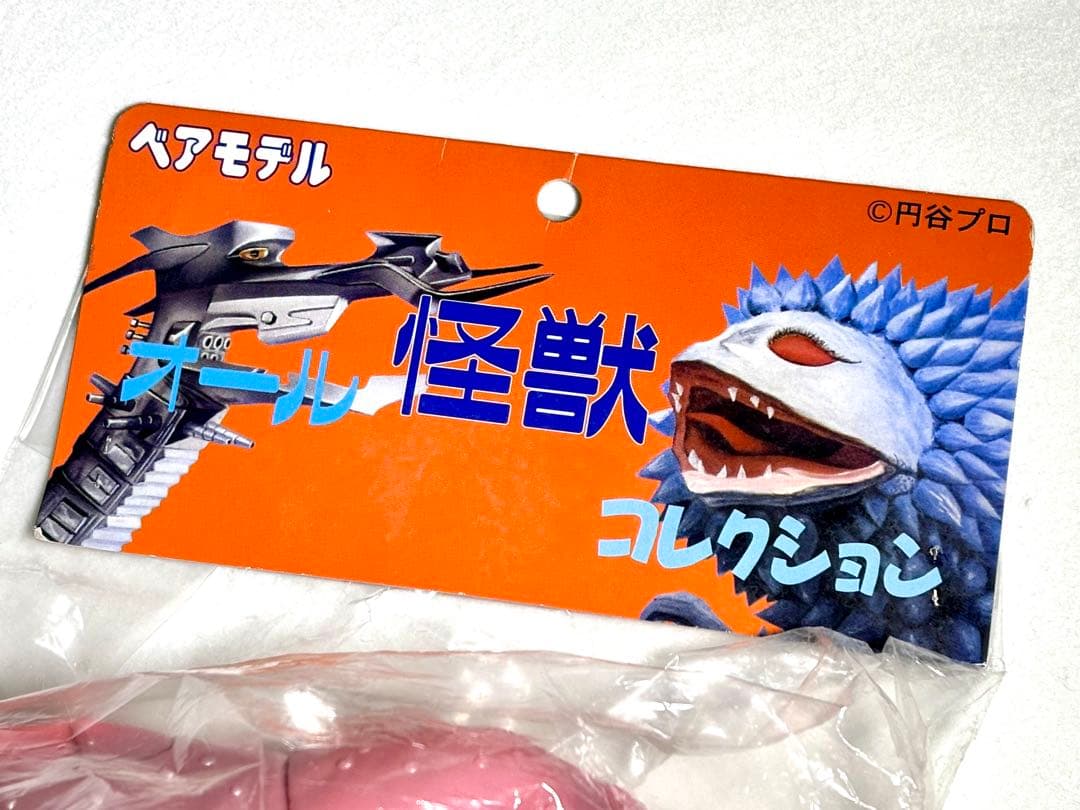 ベアモデル
©円谷プロ
オール怪獣
コレクション